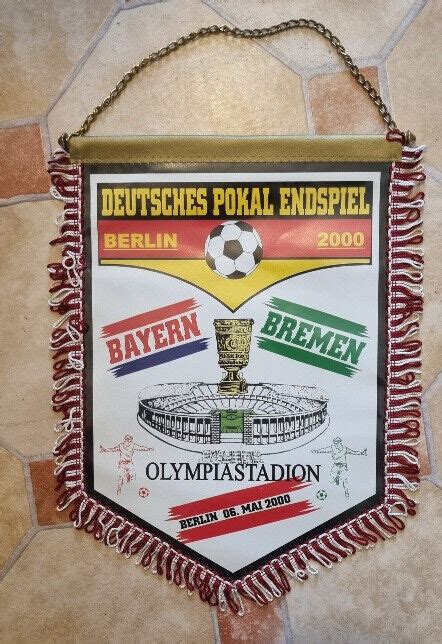 DEUTSCHES POKAL ENDSPIEL
BERLIN 2000
BAYERN
BREMEN
OLYMPIASTADION
BERLIN 06. MAI 2000